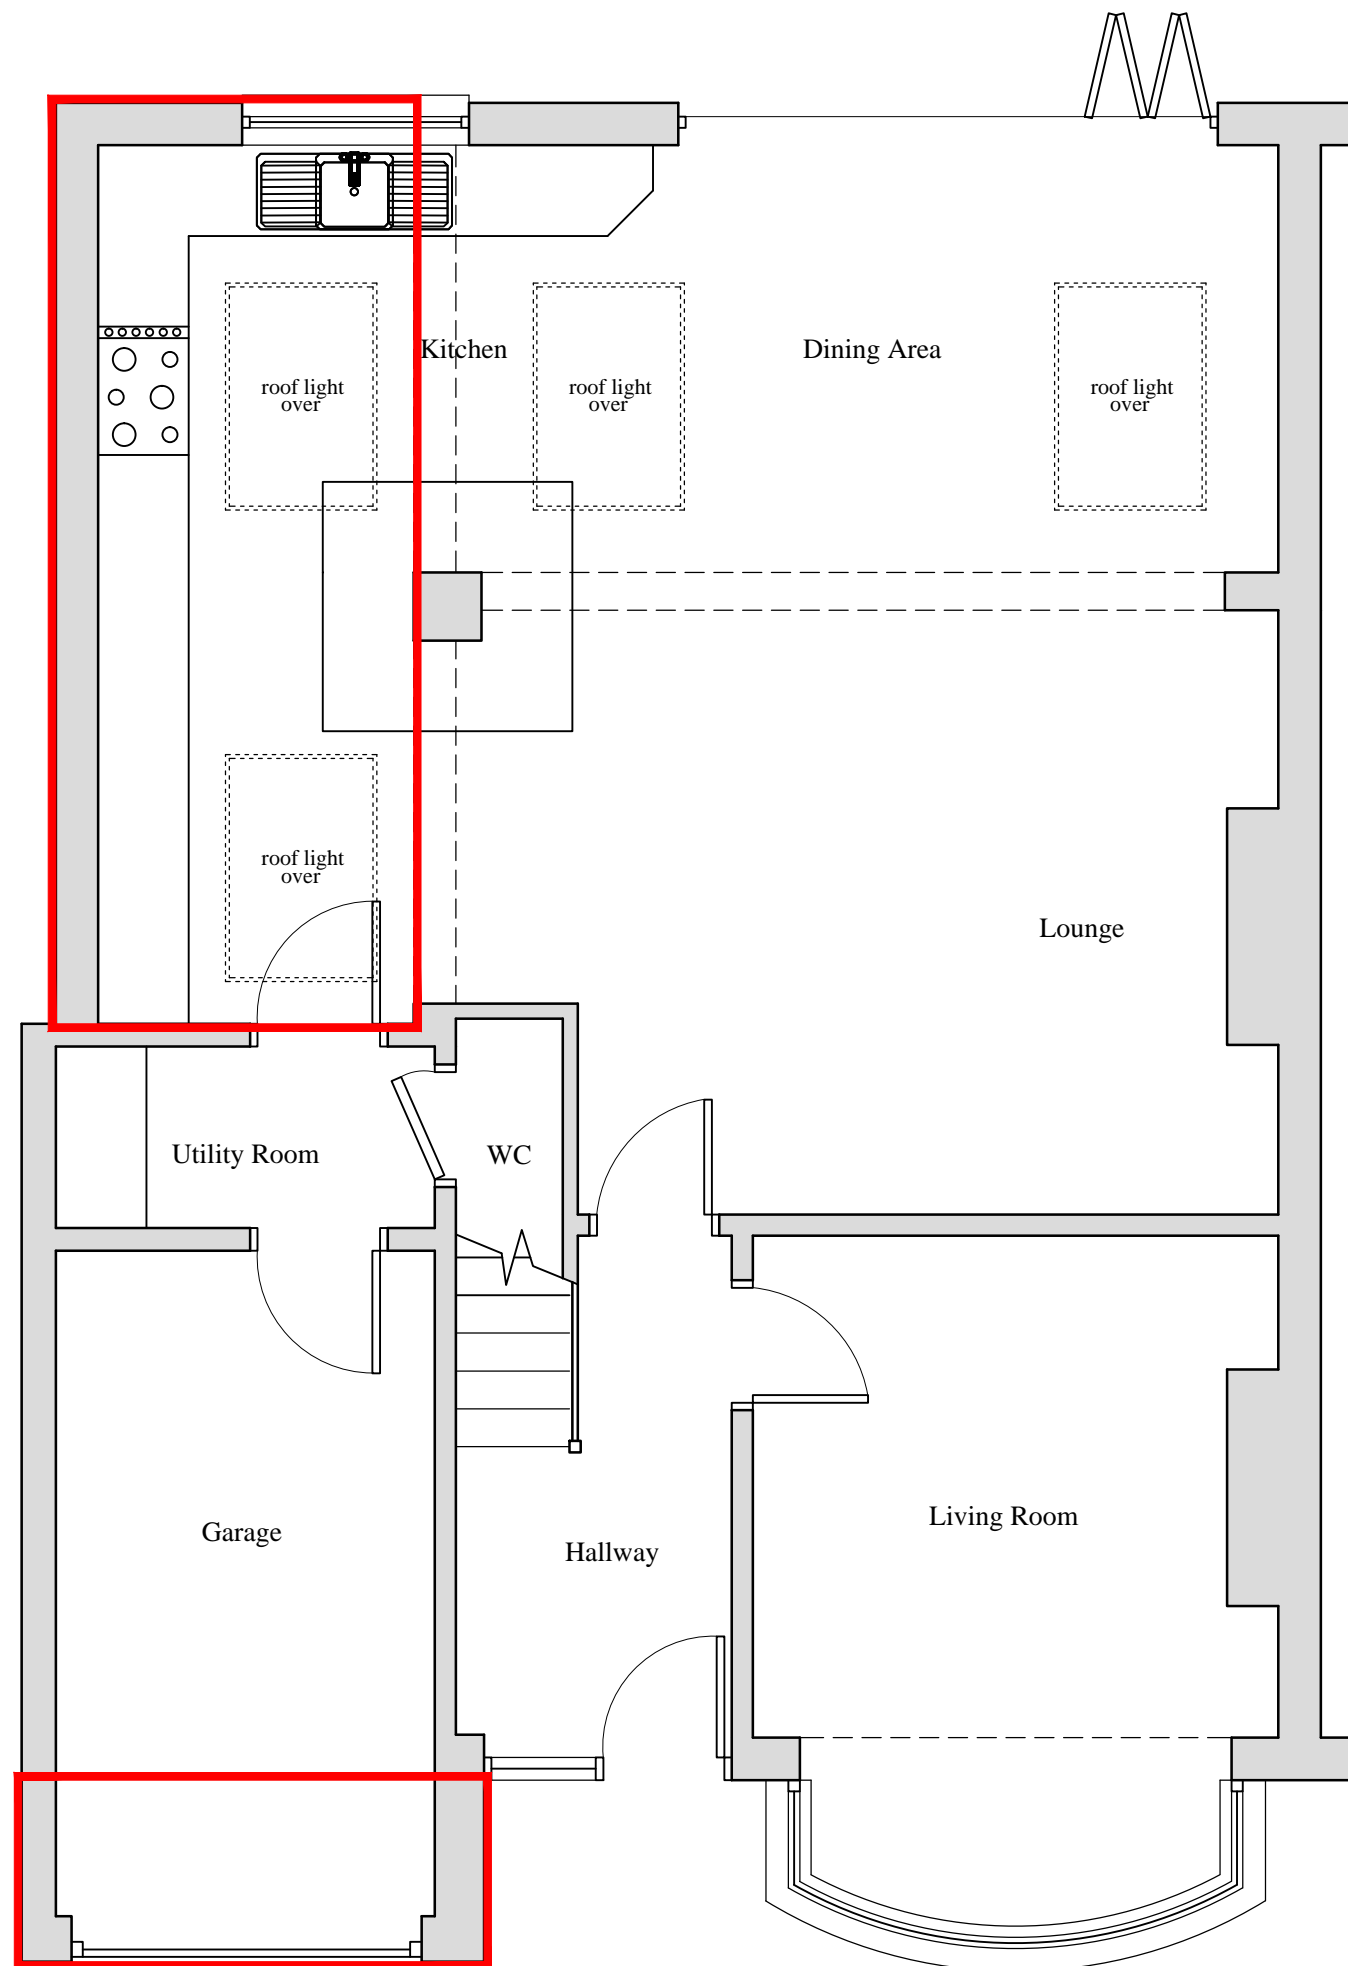 Kitchen
Dining Area
roof light
over
roof light
over
roof light
over
roof light
over
Lounge
Utility Room
WC
Garage
Living Room
Hallway